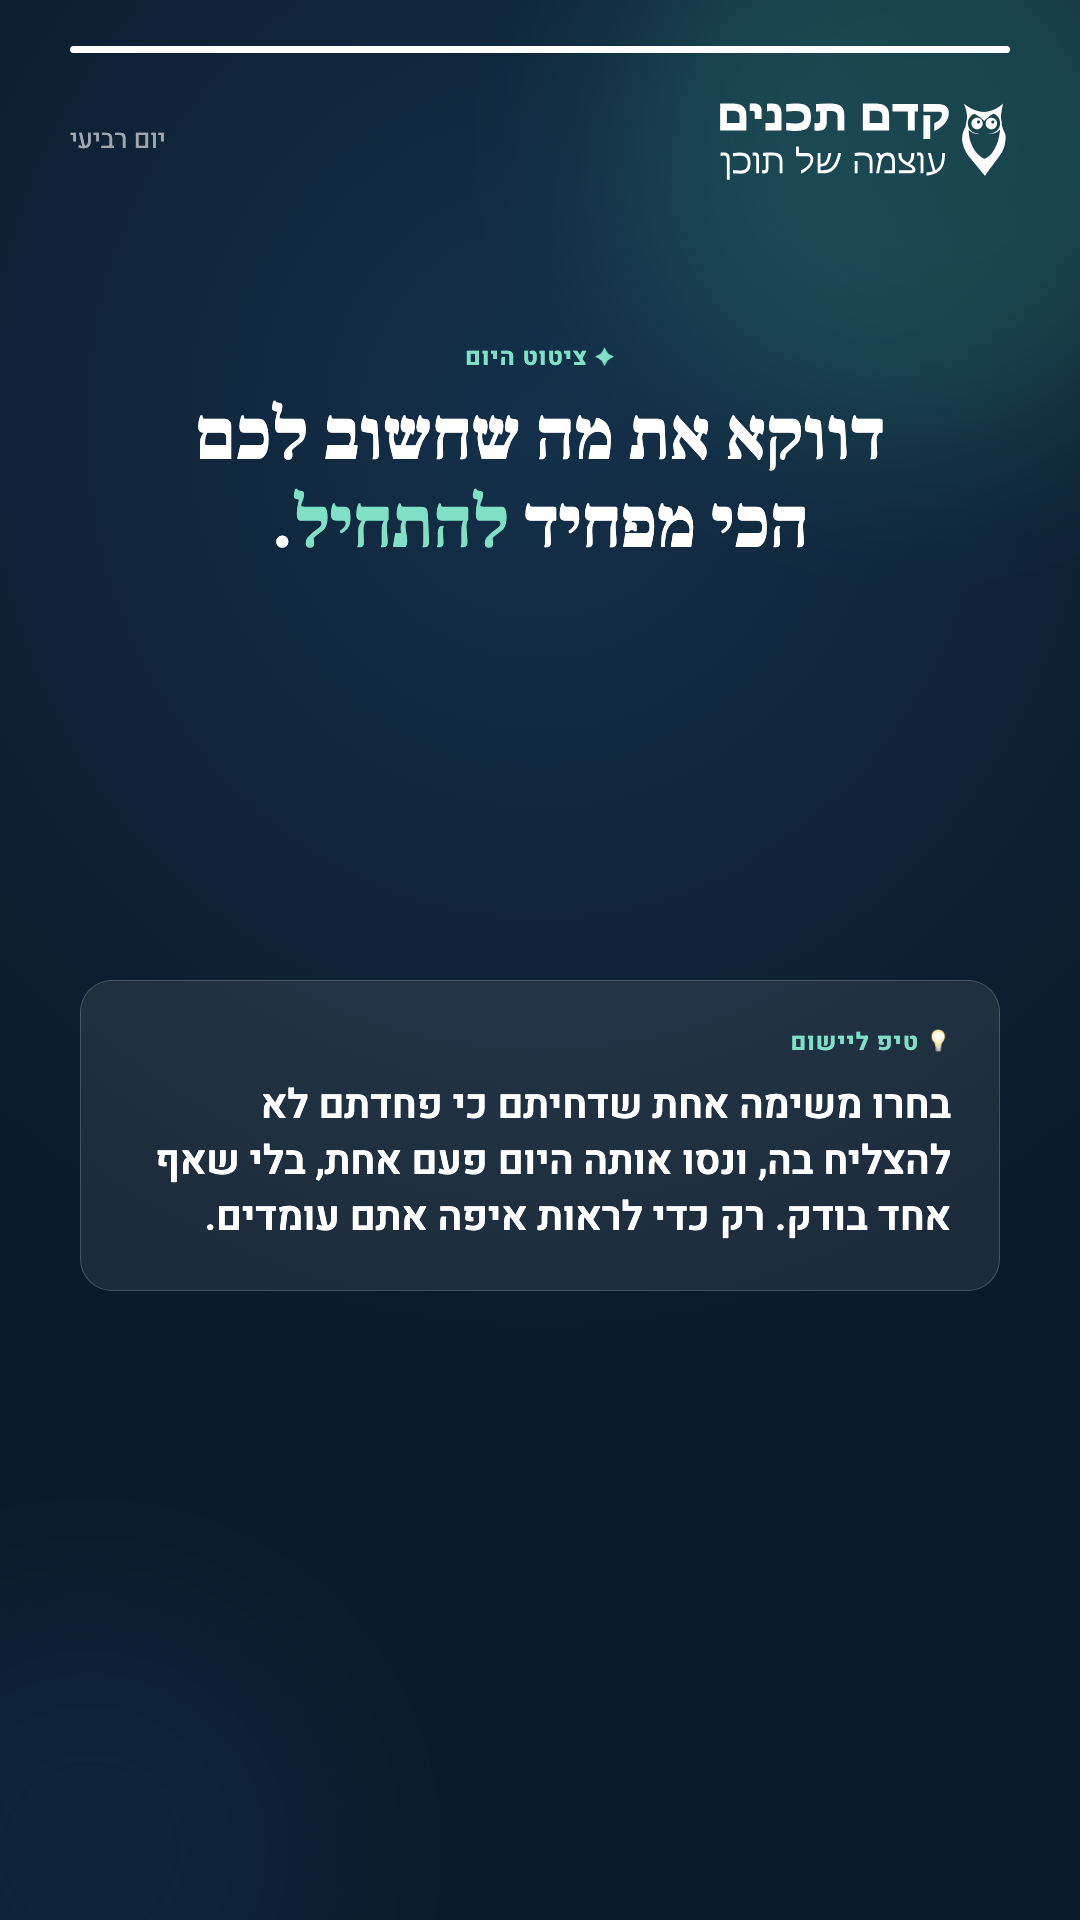 קדם תכנים
עוצמה של תוכן
יום רביעי
ציטוט היום
דווקא את מה שחשוב לכם
הכי מפחיד להתחיל.
טיפ ליישום
בחרו משימה אחת שדחיתם כי פחדתם לא
להצליח בה, ונסו אותה היום פעם אחת, בלי שאף
אחד בודק. רק כדי לראות איפה אתם עומדים.